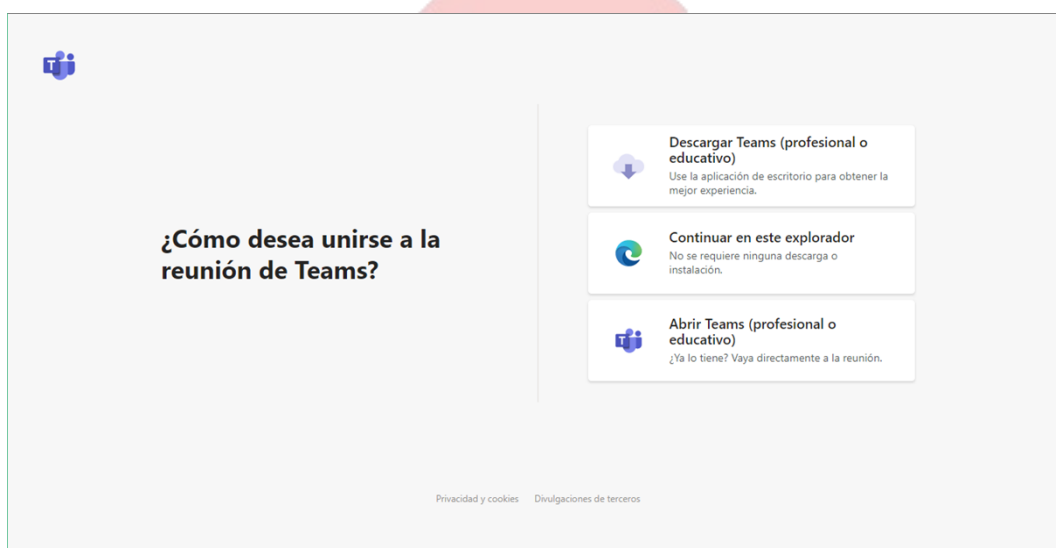 ¿Cómo desea unirse a la
reunión de Teams?
Descargar Teams (profesional o
educativo)
Use la aplicación de escritorio para obtener la
mejor experiencia.
Continuar en este explorador
No se requiere ninguna descarga o
instalación.
Abrir Teams (profesional o
educativo)
¿Ya lo tiene? Vaya directamente a la reunión.
Privacidad y cookies Divulgaciones de terceros